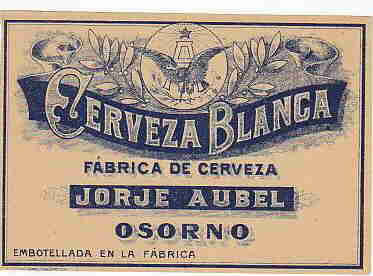 A
CERVEZA BLANCA
FÁBRICA DE CERVEZA
JORJE AUBEL
OSORNO
EMBOTELLADA EN LA FÁBRICA